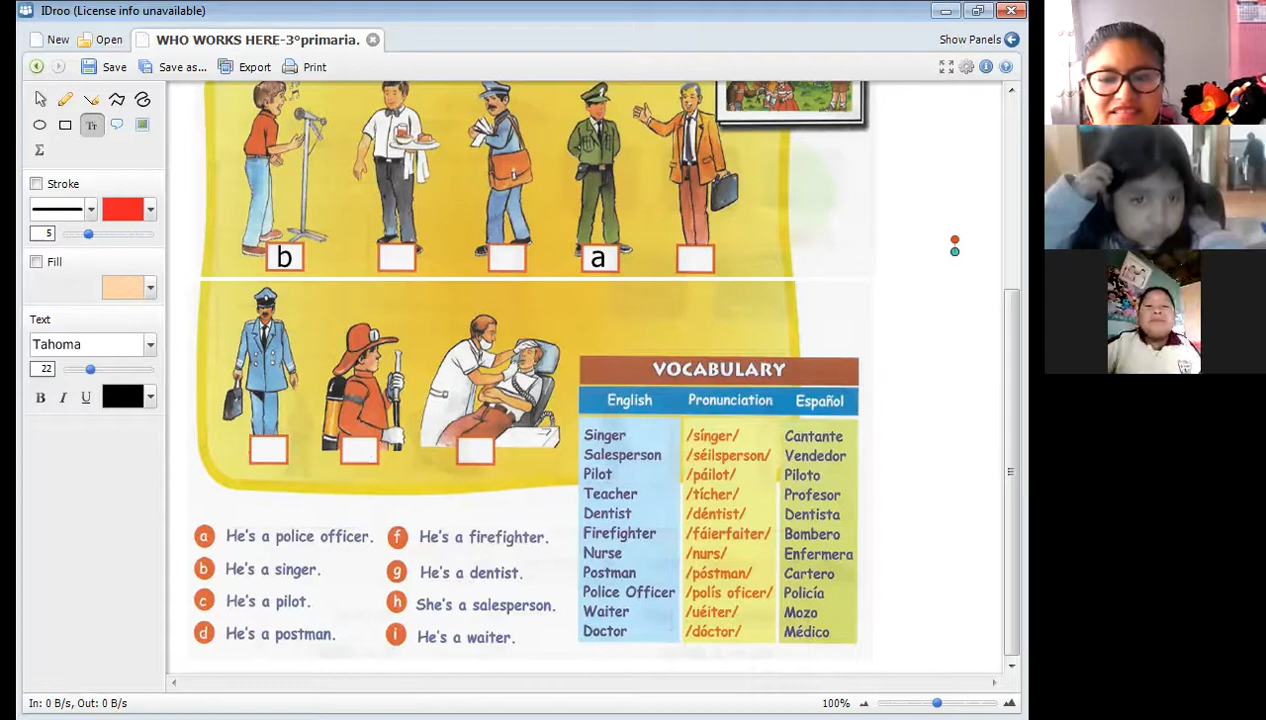 IDroo (License info unavailable)
New Open WHO WORKS HERE-3°primaria. Show Panels
Save Save as... Export Print
Tr
Σ
Stroke
5
Fill
Text
Tahoma
22
B I U
b a
VOCABULARY
English Pronunciation Español
Singer /sínger/ Cantante
Salesperson /séilsperson/ Vendedor
Pilot /páilot/ Piloto
Teacher /tícher/ Profesor
Dentist /déntist/ Dentista
Firefighter /fáierfaiter/ Bombero
Nurse /nurs/ Enfermera
Postman /póstman/ Cartero
Police Officer /polís oficer/ Policía
Waiter /uéiter/ Mozo
Doctor /dóctor/ Médico
a He's a police officer. f He's a firefighter.
b He's a singer. g He's a dentist.
c He's a pilot. h She's a salesperson.
d He's a postman. i He's a waiter.
In: 0 B/s, Out: 0 B/s 100%